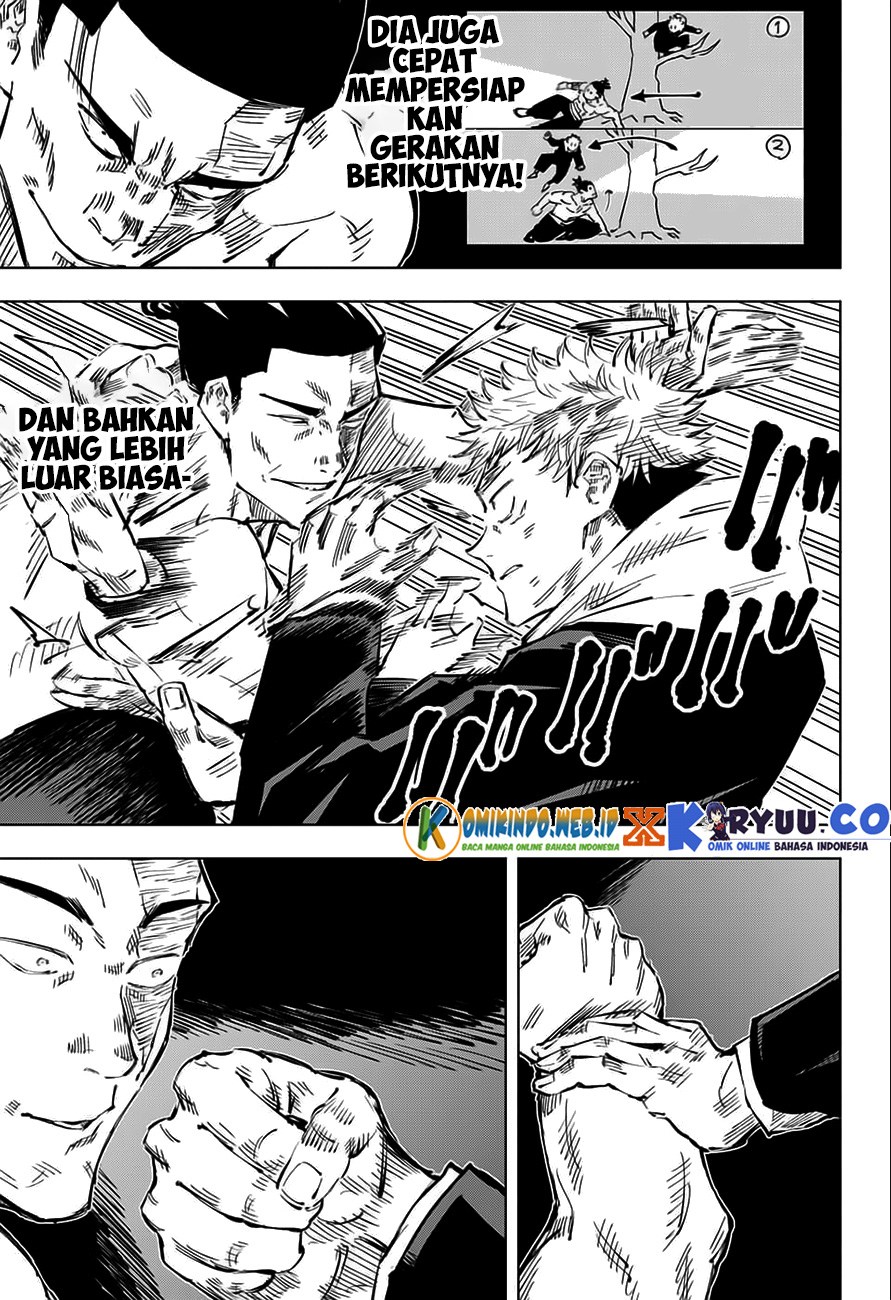 DIA JUGA
CEPAT
MEMPERSIAP
KAN
GERAKAN
BERIKUTNYA!
①
②
DAN BAHKAN
YANG LEBIH
LUAR BIASA-
KOMIKINDO.WEB.ID
BACA MANGA ONLINE BAHASA INDONESIA
X
KIRYUU.CO
OMIK ONLINE BAHASA INDONESIA